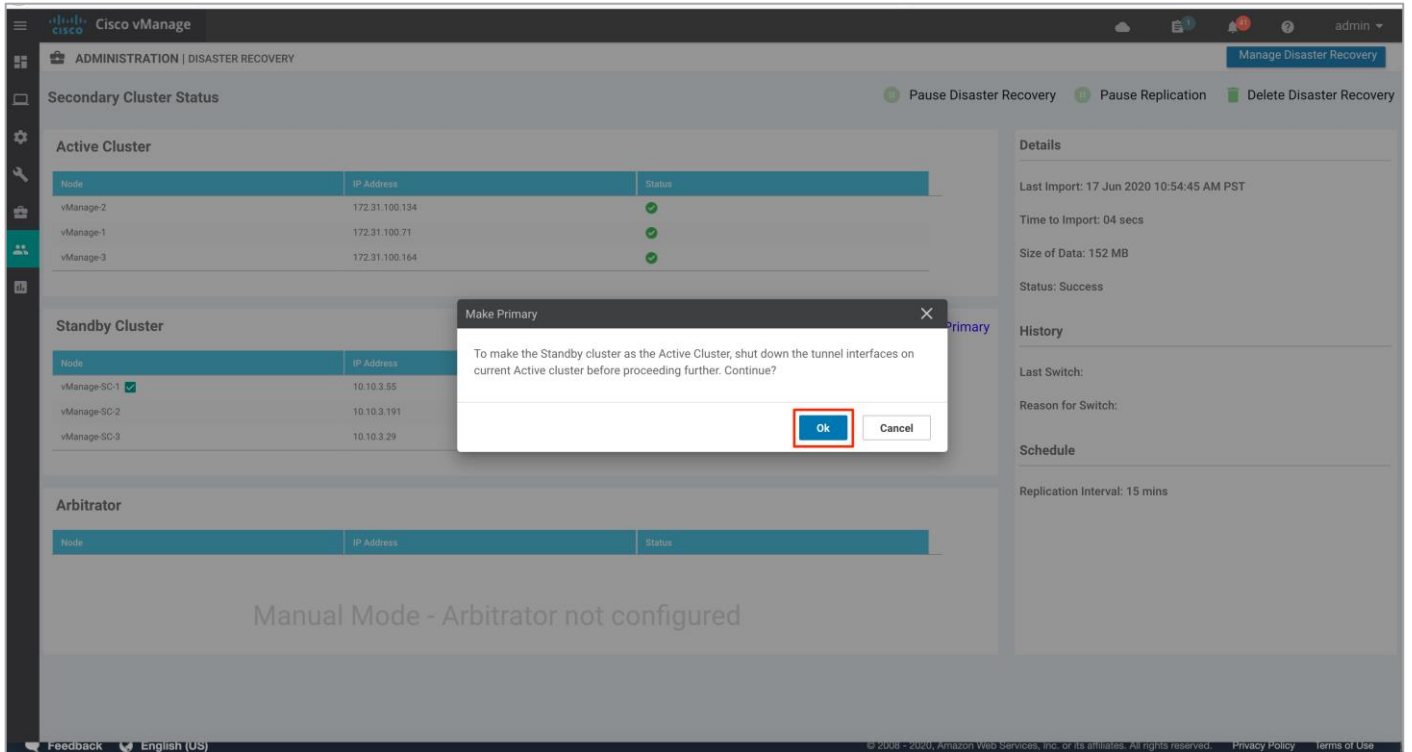 cisco Cisco vManage
1
41
admin
ADMINISTRATION | DISASTER RECOVERY
Manage Disaster Recovery
Secondary Cluster Status
Pause Disaster Recovery
Pause Replication
Delete Disaster Recovery
Active Cluster
Node IP Address Status
vManage-2 172.31.100.134
vManage-1 172.31.100.71
vManage-3 172.31.100.164
Standby Cluster
Primary
Node IP Address
vManage-SC-1 10.10.3.55
vManage-SC-2 10.10.3.191
vManage-SC-3 10.10.3.29
Make Primary
To make the Standby cluster as the Active Cluster, shut down the tunnel interfaces on
current Active cluster before proceeding further. Continue?
Ok
Cancel
Arbitrator
Node IP Address Status
Manual Mode - Arbitrator not configured
Details
Last Import: 17 Jun 2020 10:54:45 AM PST
Time to Import: 04 secs
Size of Data: 152 MB
Status: Success
History
Last Switch:
Reason for Switch:
Schedule
Replication Interval: 15 mins
Feedback English (US)
© 2008 - 2020, Amazon Web Services, Inc. or its affiliates. All rights reserved. Privacy Policy Terms of Use